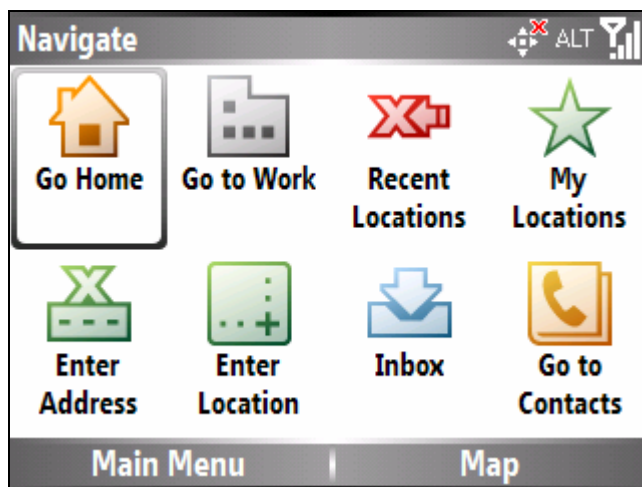 Navigate ALT
Go Home Go to Work Recent My
Locations Locations
Enter Enter Inbox Go to
Address Location Contacts
Main Menu Map